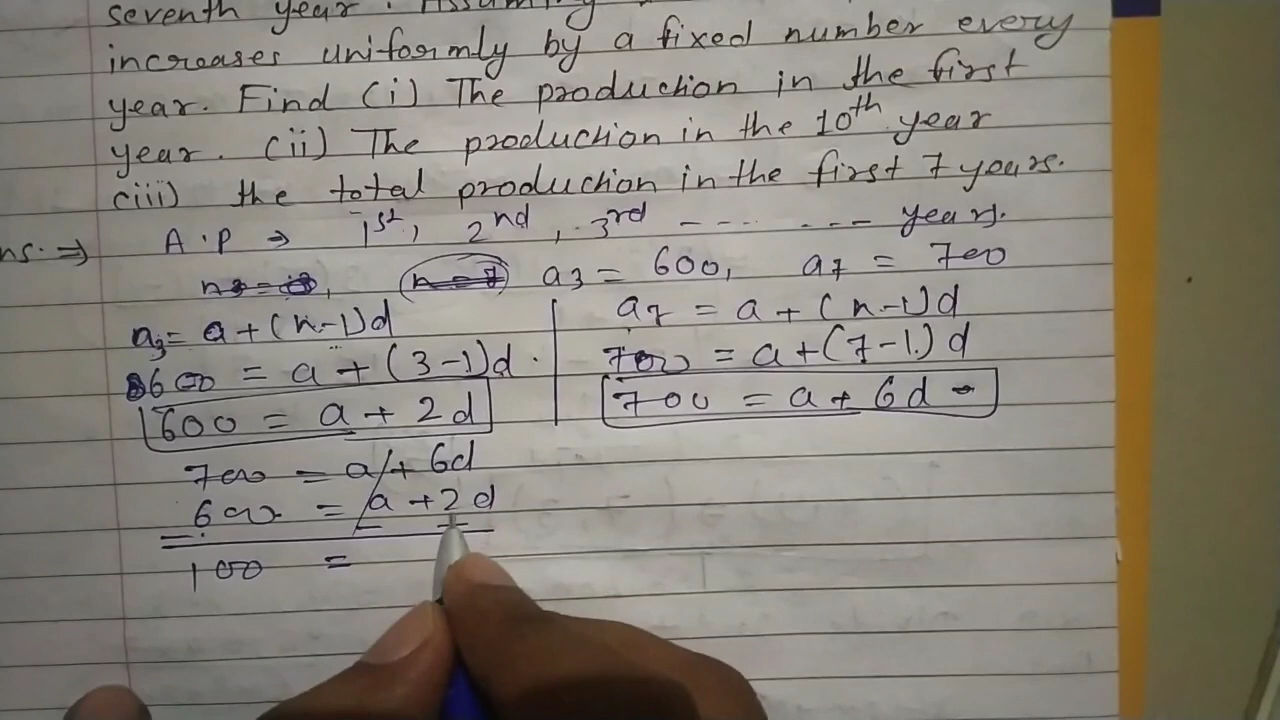 seventh year. Assuming
increases uniformly by a fixed number every
year. Find (i) The production in the first
year. (ii) The production in the 10th year
ciii) the total production in the first 7 years.
ns. ⇒ A.P ⇒ 1st, 2nd, 3rd - - - - ... - - years.
a3 = 600, a7 = 700
a3 = a + (n-1)d
a7 = a + (n-1)d
600 = a + (3-1)d.
700 = a + (7-1)d
600 = a + 2d
700 = a + 6d -
700 = a + 6d
600 = a + 2d
100 =